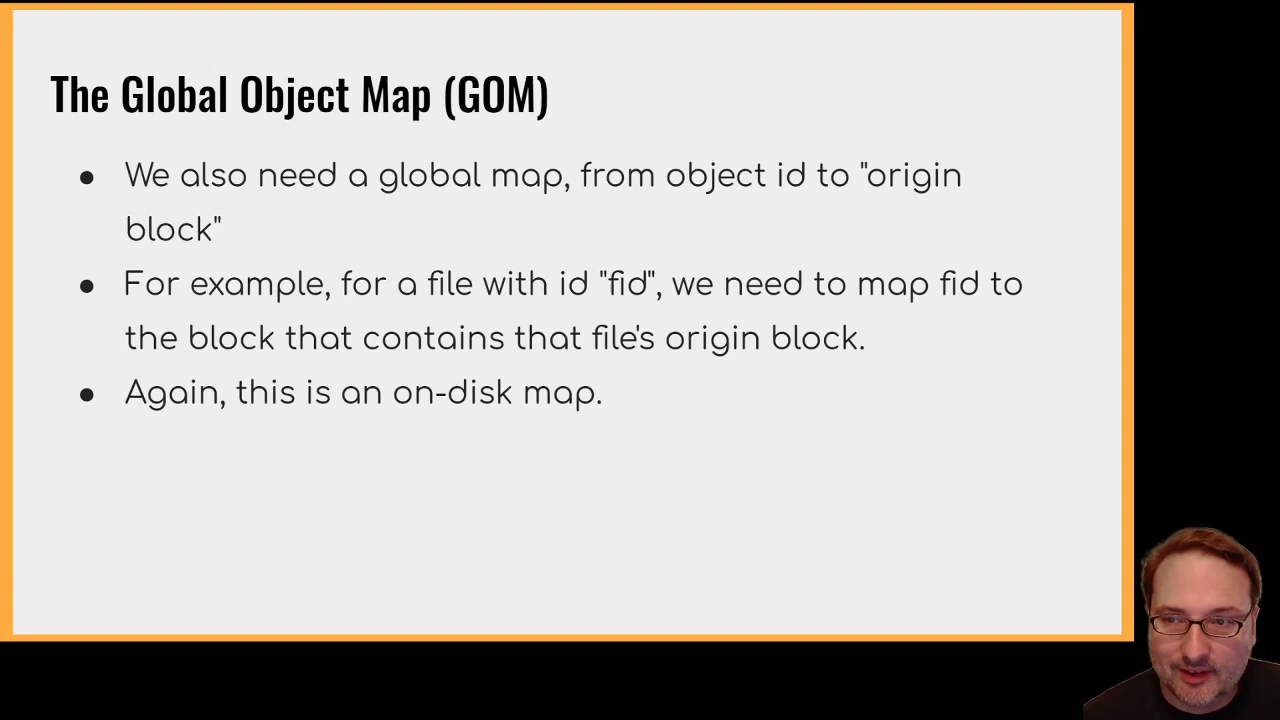 The Global Object Map (GOM)
● We also need a global map, from object id to "origin
block"
● For example, for a file with id "fid", we need to map fid to
the block that contains that file's origin block.
● Again, this is an on-disk map.